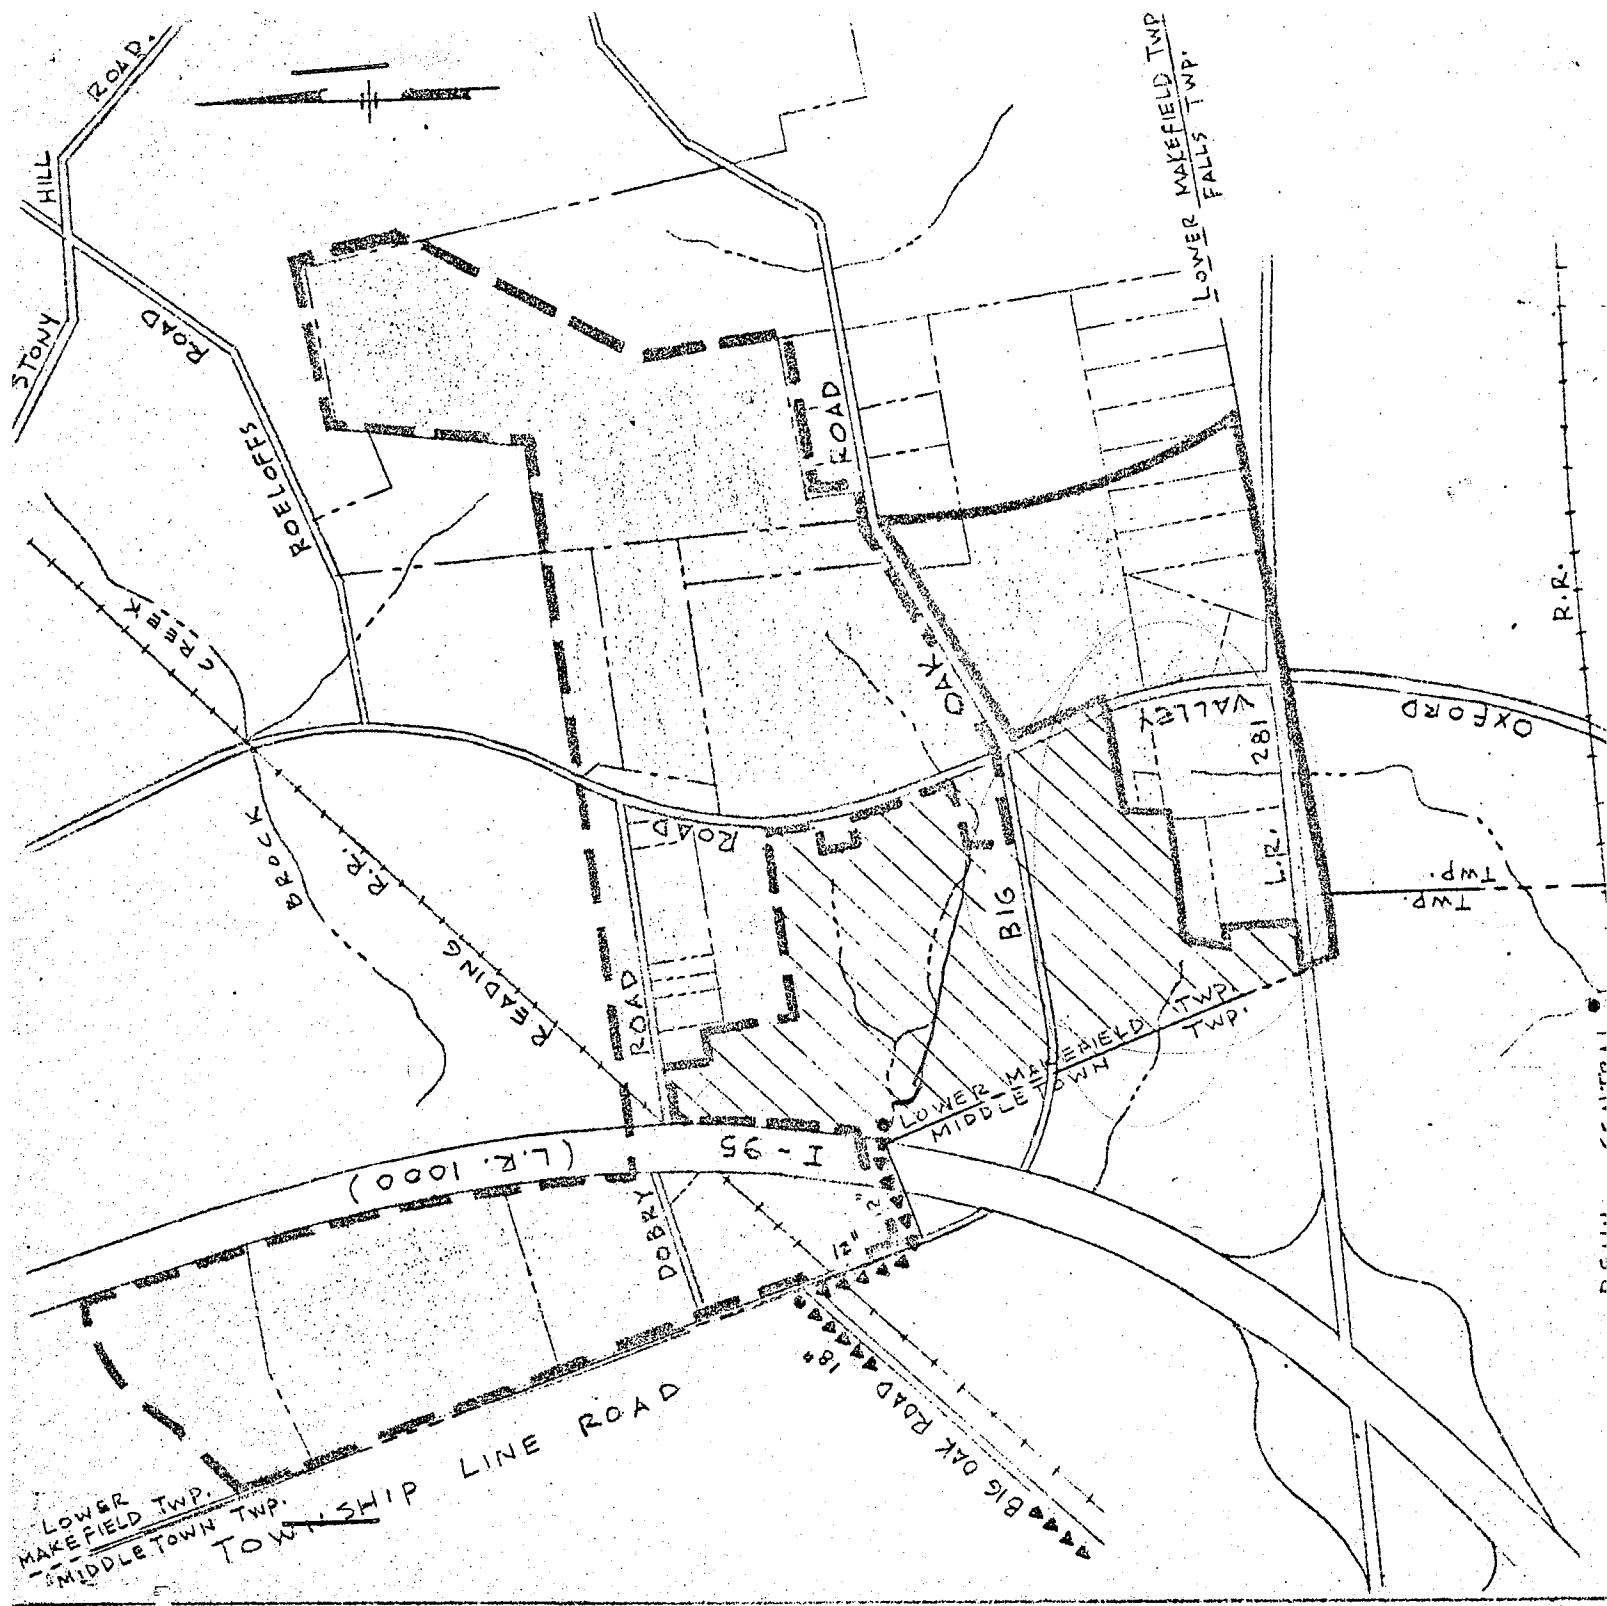 STONY
HILL
ROAD.
ROELOFFS
ROAD
LOWER MAKEFIELD TWP
FALLS TWP.
BROCK
CREEK
READING
R.R.
BIG
OAK
ROAD
OXFORD
VALLEY
ROAD
L.R.
281
R.R.
TWP.
TWP.
DOBRY
ROAD
I-95
(L.R. 1000)
LOWER MAKEFIELD TWP.
MIDDLETOWN TWP.
12"
12"
18"
BIG OAK ROAD
TOWNSHIP LINE ROAD
LOWER
MAKEFIELD TWP.
MIDDLETOWN TWP.